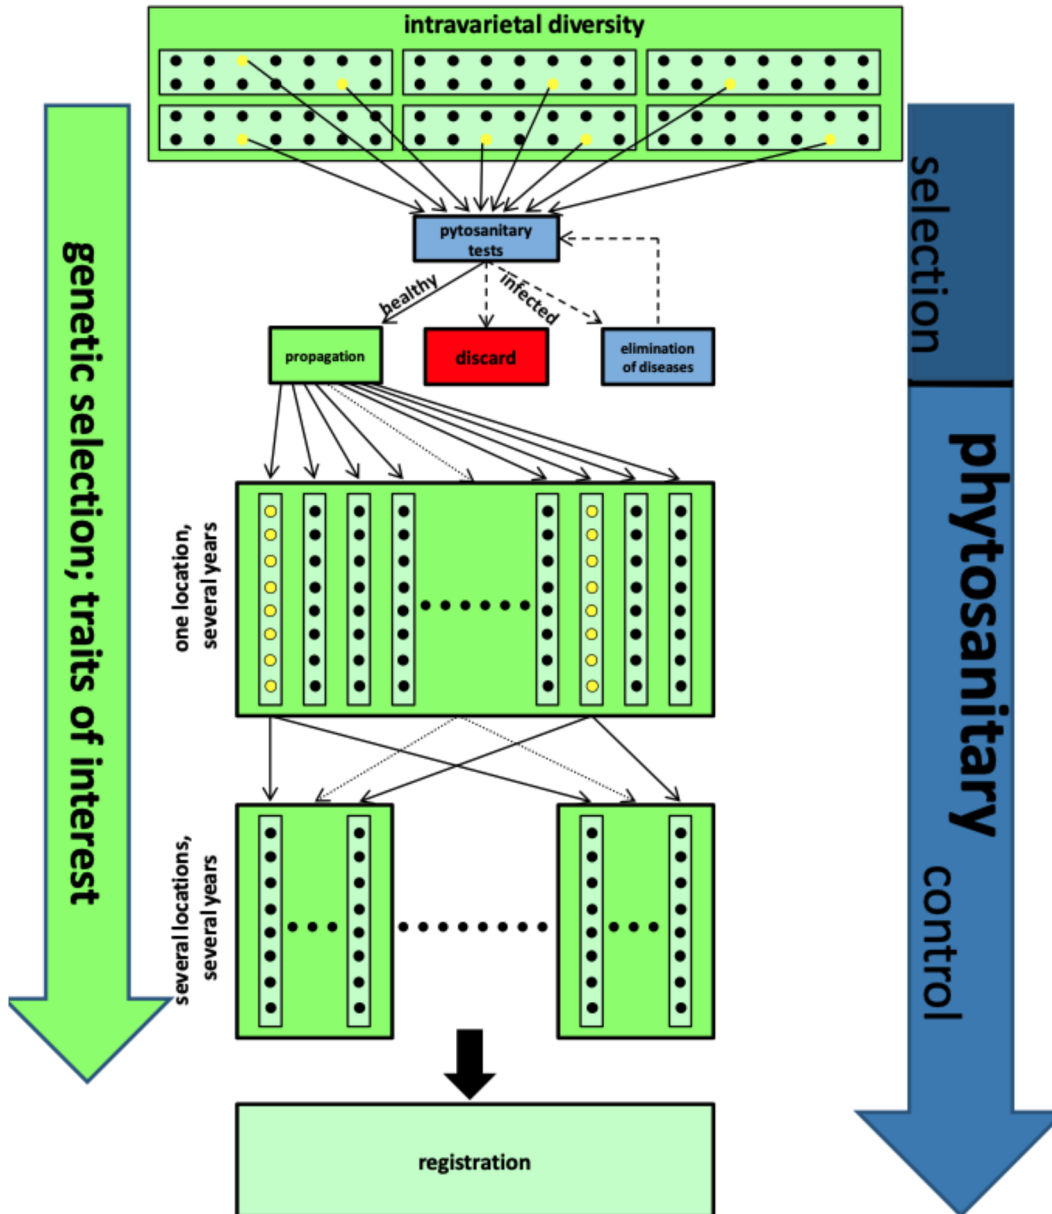 intravarietal diversity
selection
pytosanitary
tests
healthy
infected
propagation
discard
elimination
of diseases
genetic selection; traits of interest
phytosanitary
one location,
several years
several locations,
several years
control
registration